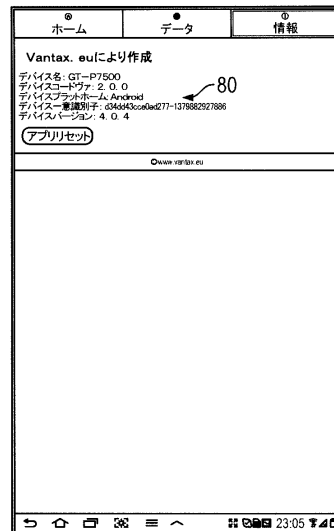 ホーム データ 情報
Vantax. euにより作成
デバイス名: GT-P7500
デバイスコードヴァ: 2. 0. 0
デバイスプラットホーム: Android
デバイス一意識別子: d34dd43cce0ed277-1379882927886
デバイスバージョン: 4. 0. 4
80
アプリリセット
©www.vantax.eu
23:05